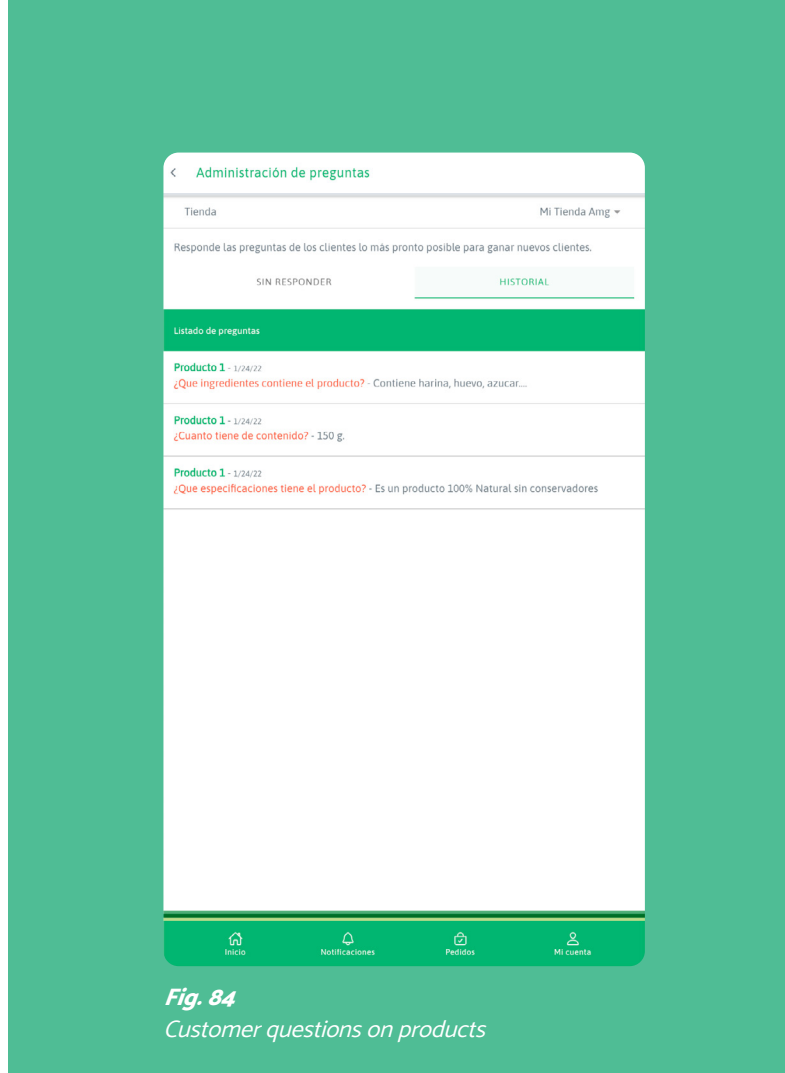 Administración de preguntas
Tienda
Mi Tienda Amg
Responde las preguntas de los clientes lo más pronto posible para ganar nuevos clientes.
SIN RESPONDER
HISTORIAL
Listado de preguntas
Producto 1 - 1/24/22
¿Que ingredientes contiene el producto? - Contiene harina, huevo, azucar....
Producto 1 - 1/24/22
¿Cuanto tiene de contenido? - 150 g.
Producto 1 - 1/24/22
¿Que especificaciones tiene el producto? - Es un producto 100% Natural sin conservadores
Inicio
Notificaciones
Pedidos
Mi cuenta
Fig. 84
Customer questions on products